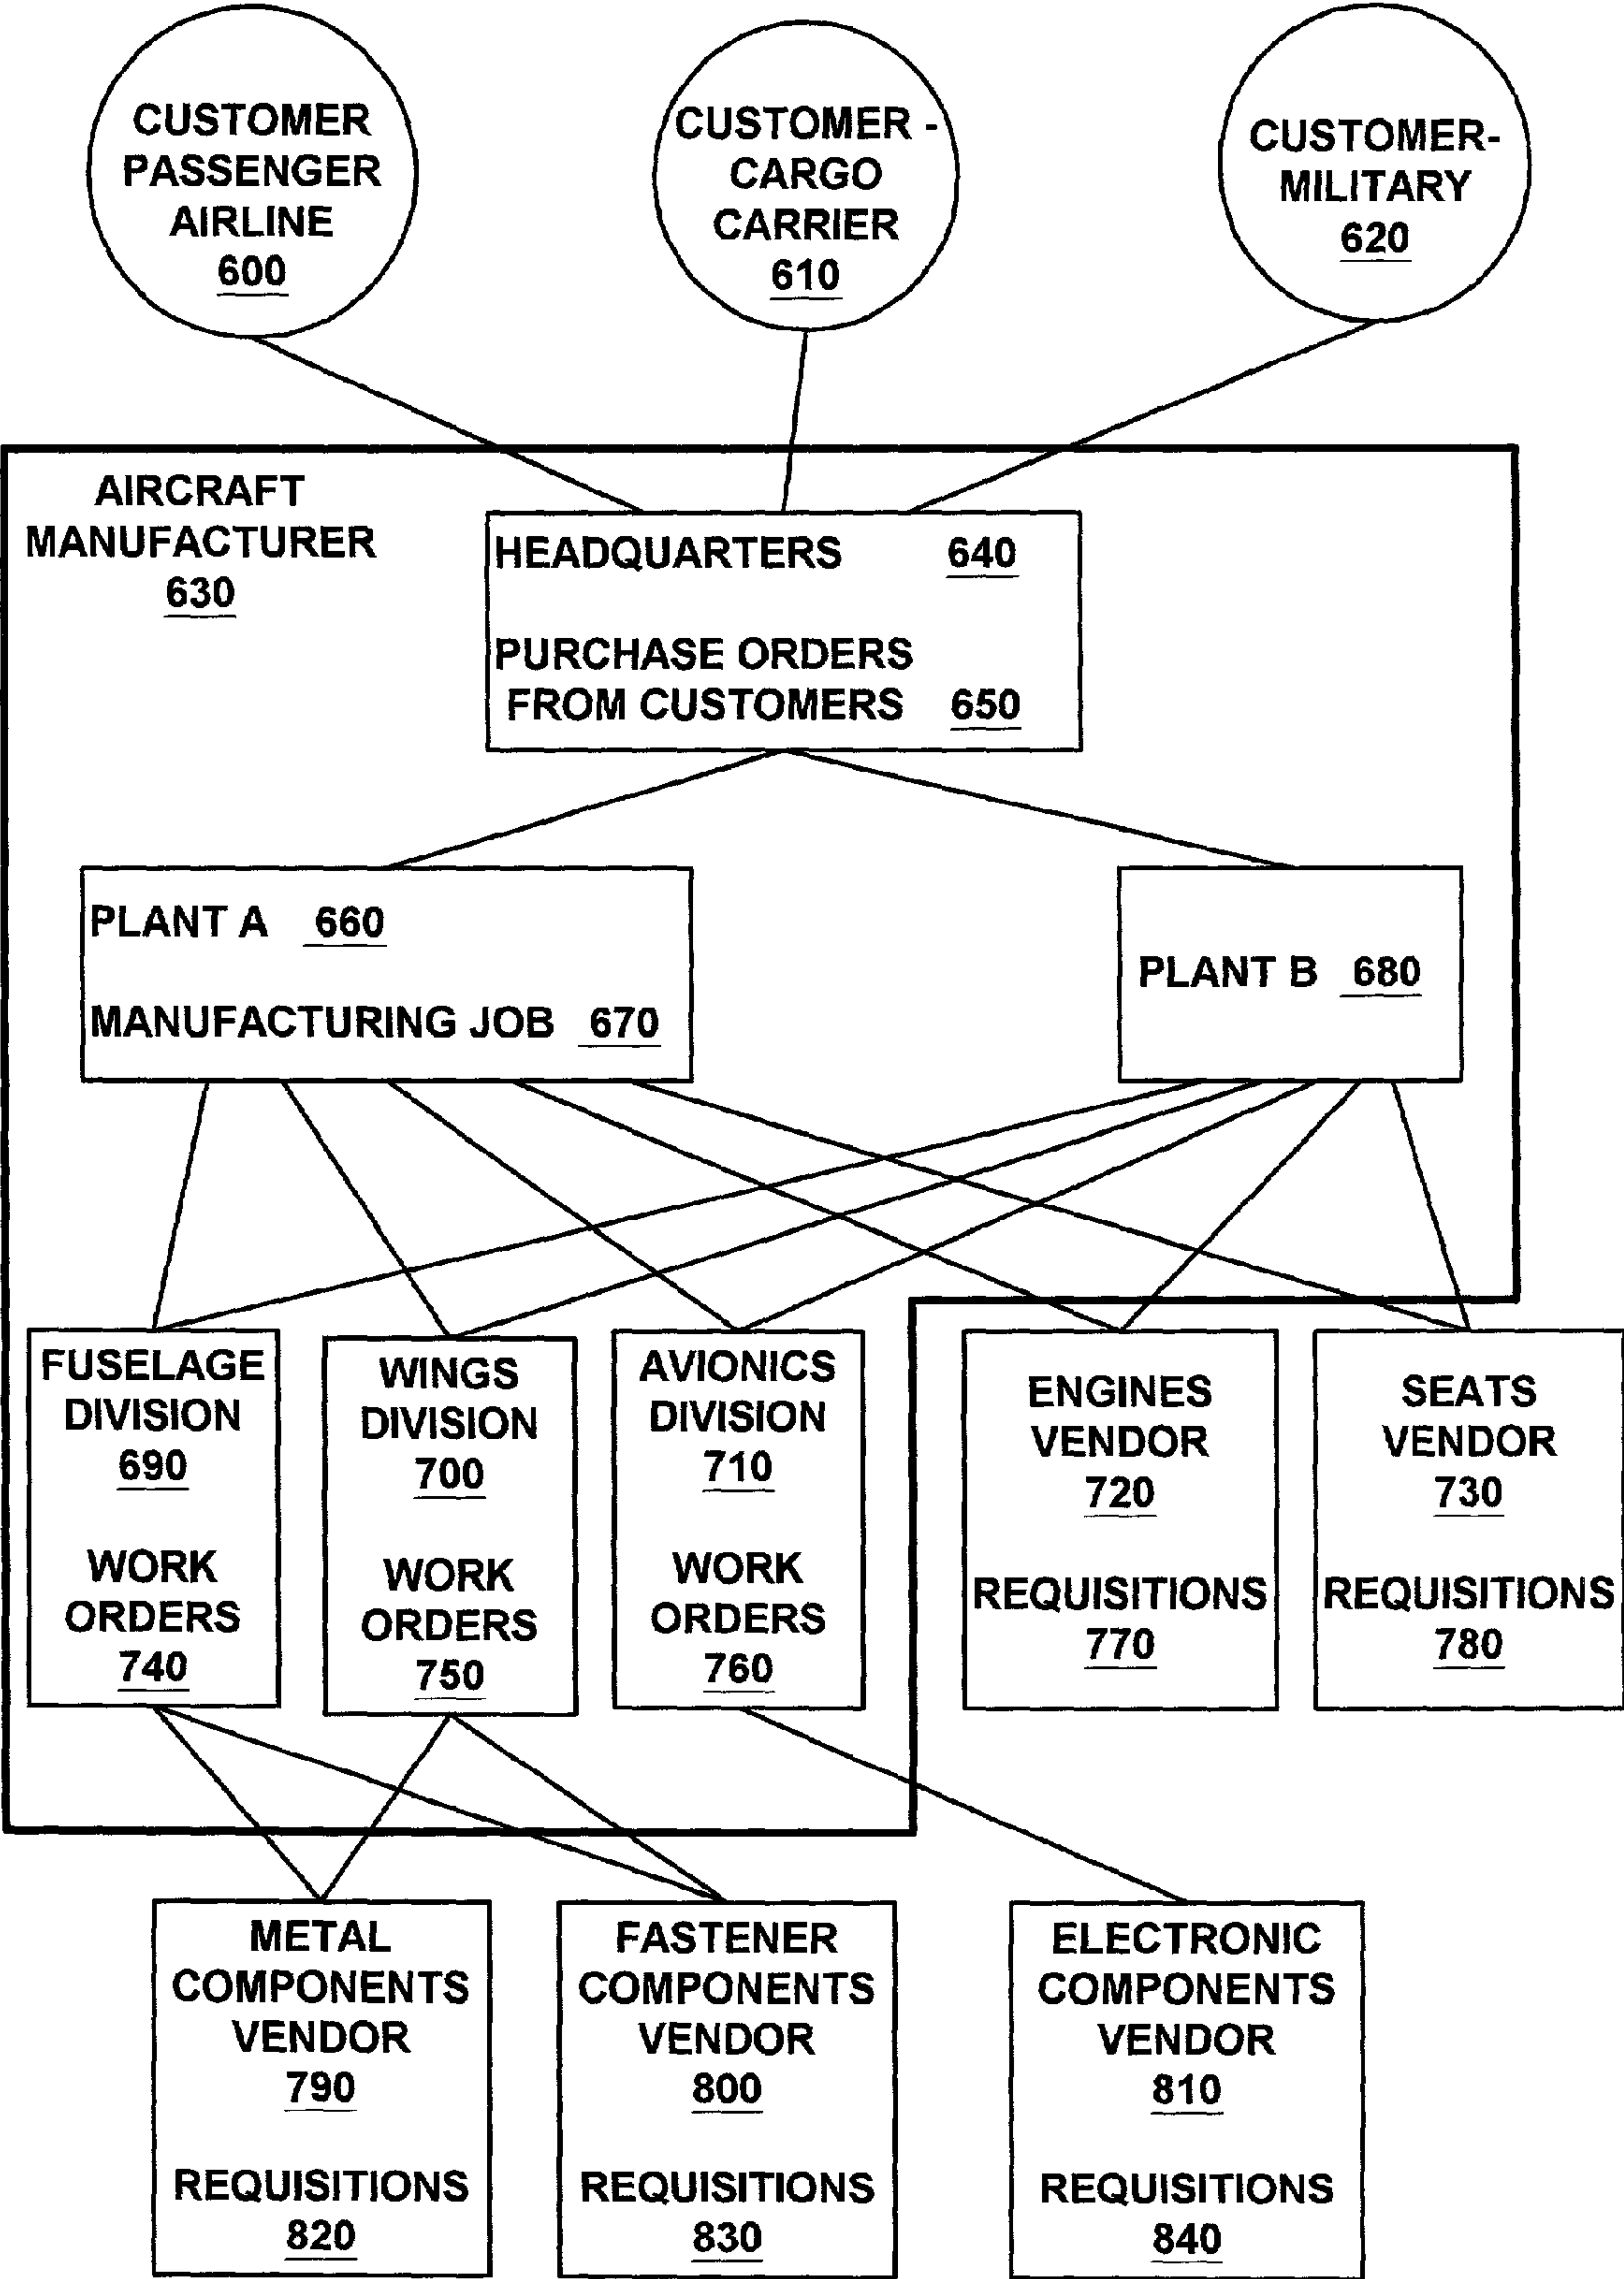 CUSTOMER
PASSENGER
AIRLINE
600
CUSTOMER -
CARGO
CARRIER
610
CUSTOMER-
MILITARY
620
AIRCRAFT
MANUFACTURER
630
HEADQUARTERS 640
PURCHASE ORDERS
FROM CUSTOMERS 650
PLANT A 660
MANUFACTURING JOB 670
PLANT B 680
FUSELAGE
DIVISION
690
WORK
ORDERS
740
WINGS
DIVISION
700
WORK
ORDERS
750
AVIONICS
DIVISION
710
WORK
ORDERS
760
ENGINES
VENDOR
720
REQUISITIONS
770
SEATS
VENDOR
730
REQUISITIONS
780
METAL
COMPONENTS
VENDOR
790
REQUISITIONS
820
FASTENER
COMPONENTS
VENDOR
800
REQUISITIONS
830
ELECTRONIC
COMPONENTS
VENDOR
810
REQUISITIONS
840